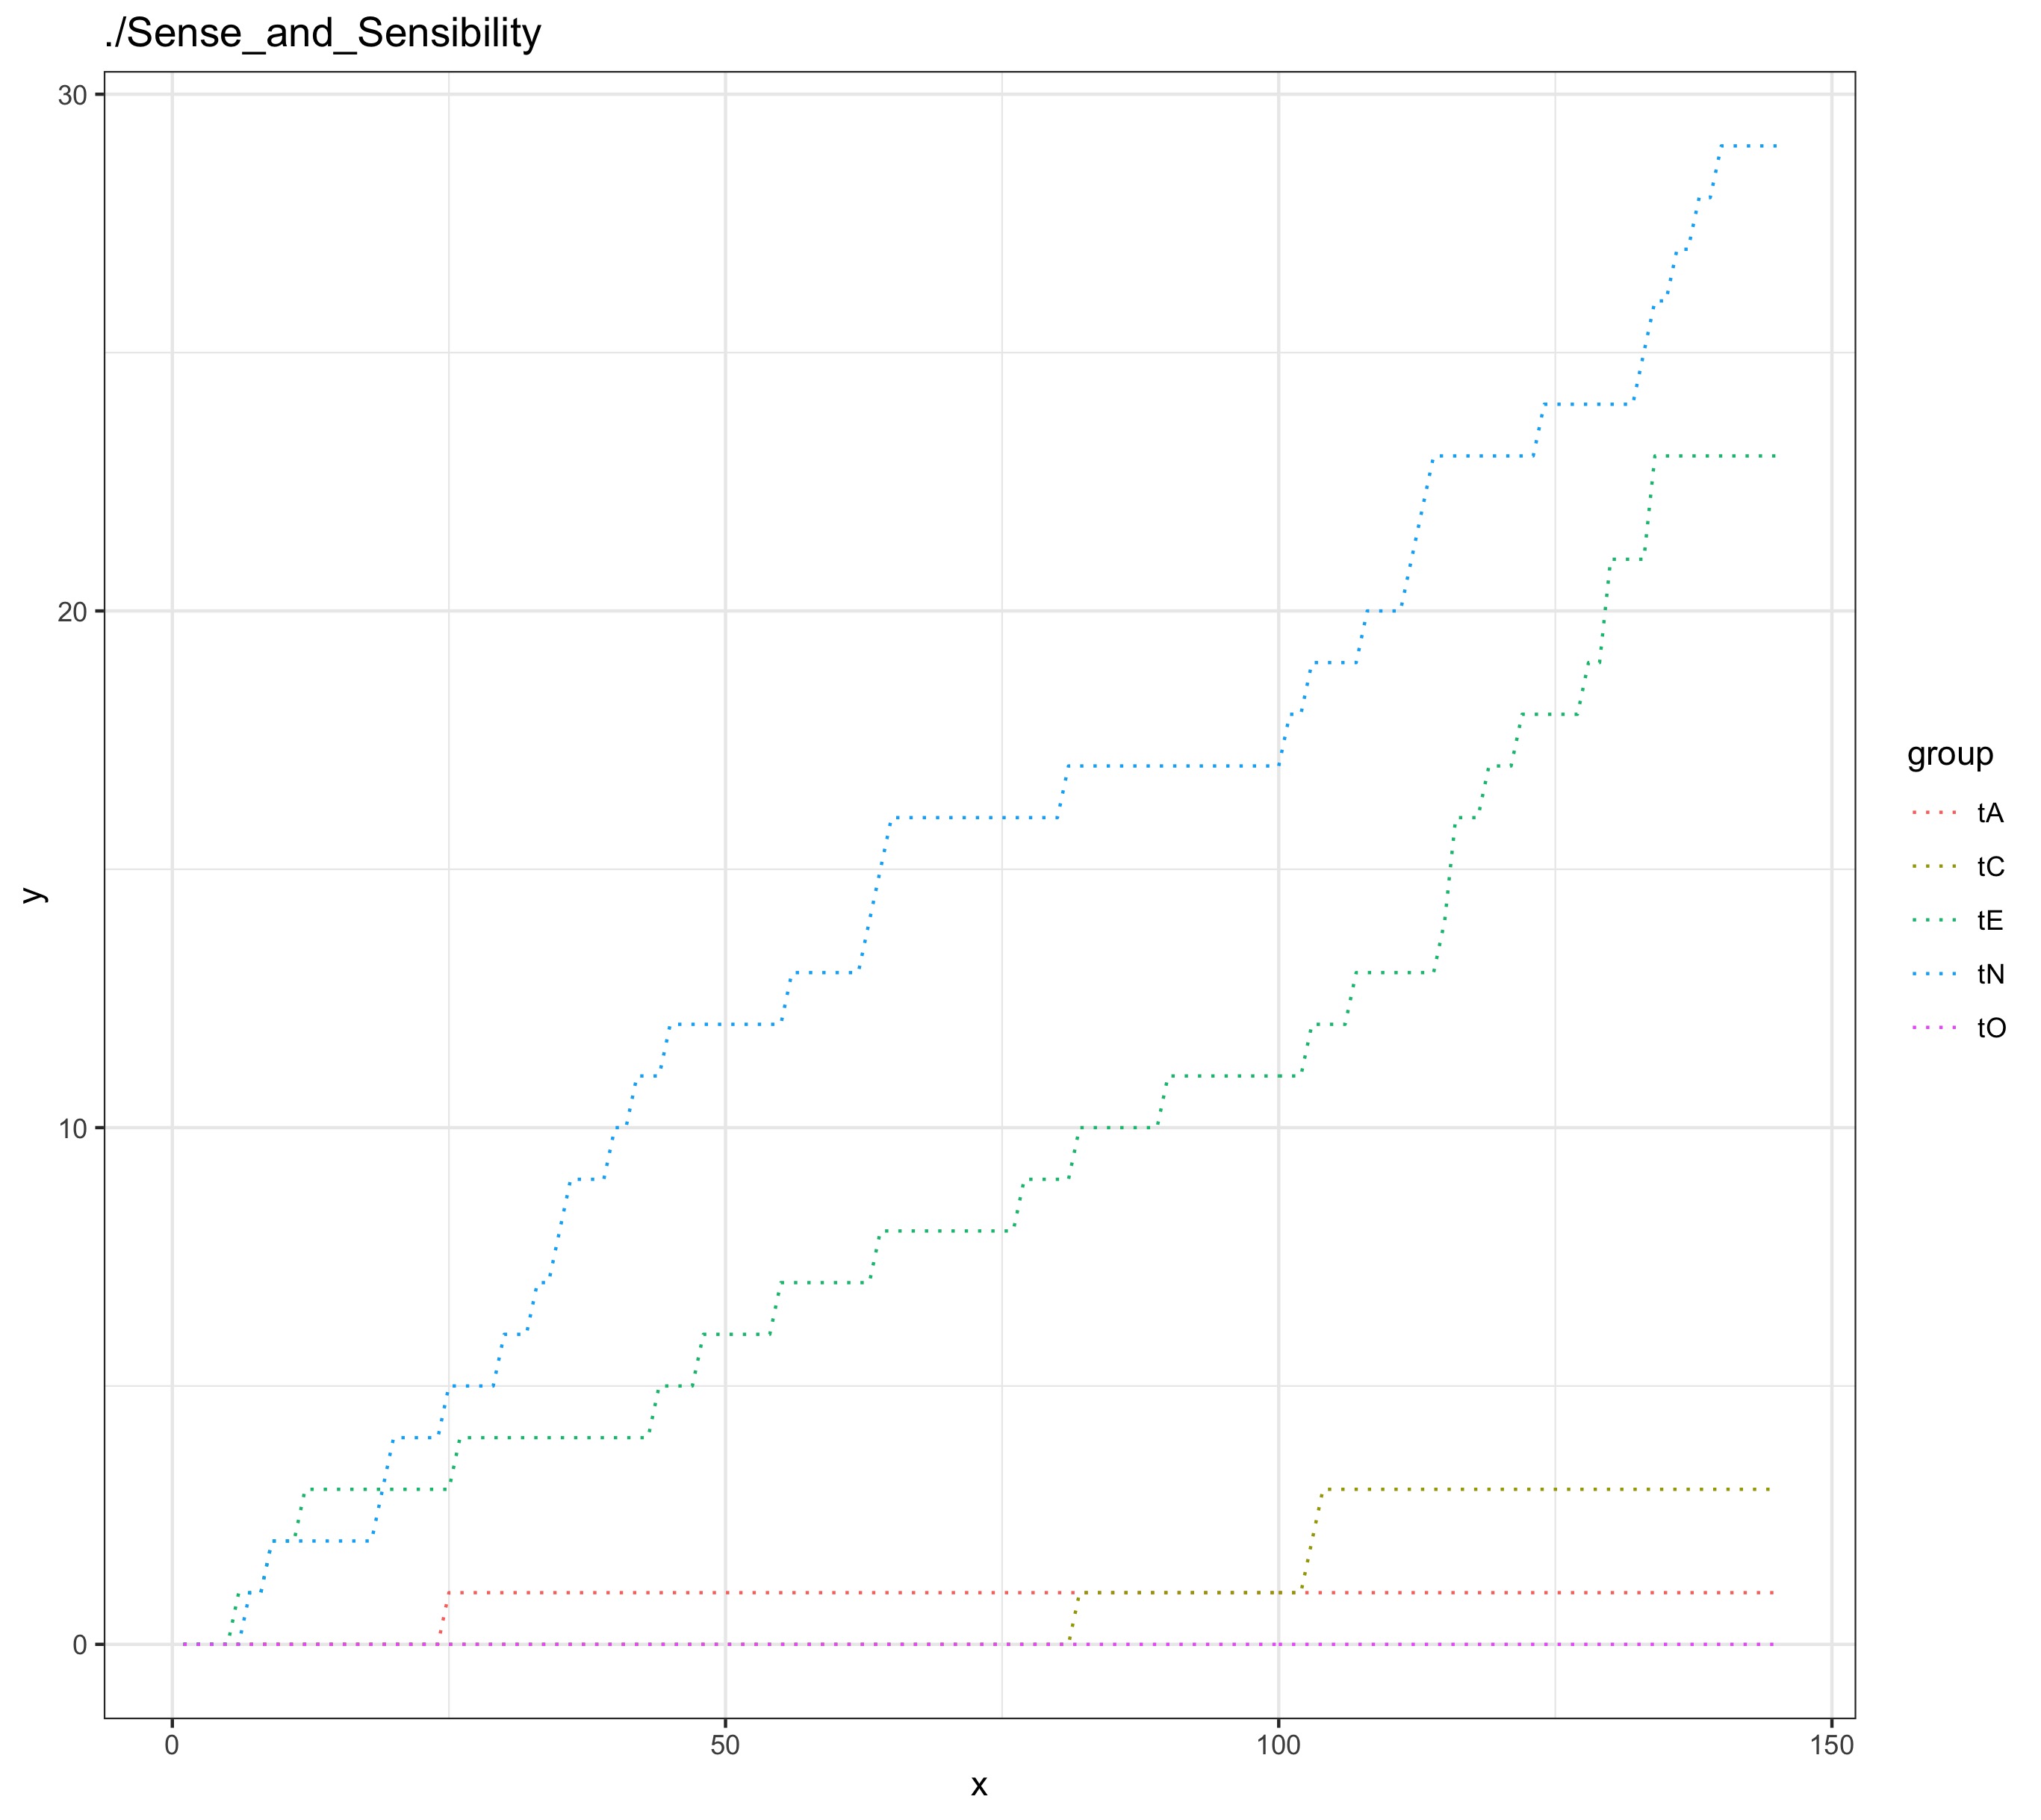 ./Sense_and_Sensibility
30
20
10
0
y
0 50 100 150
x
group
tA
tC
tE
tN
tO